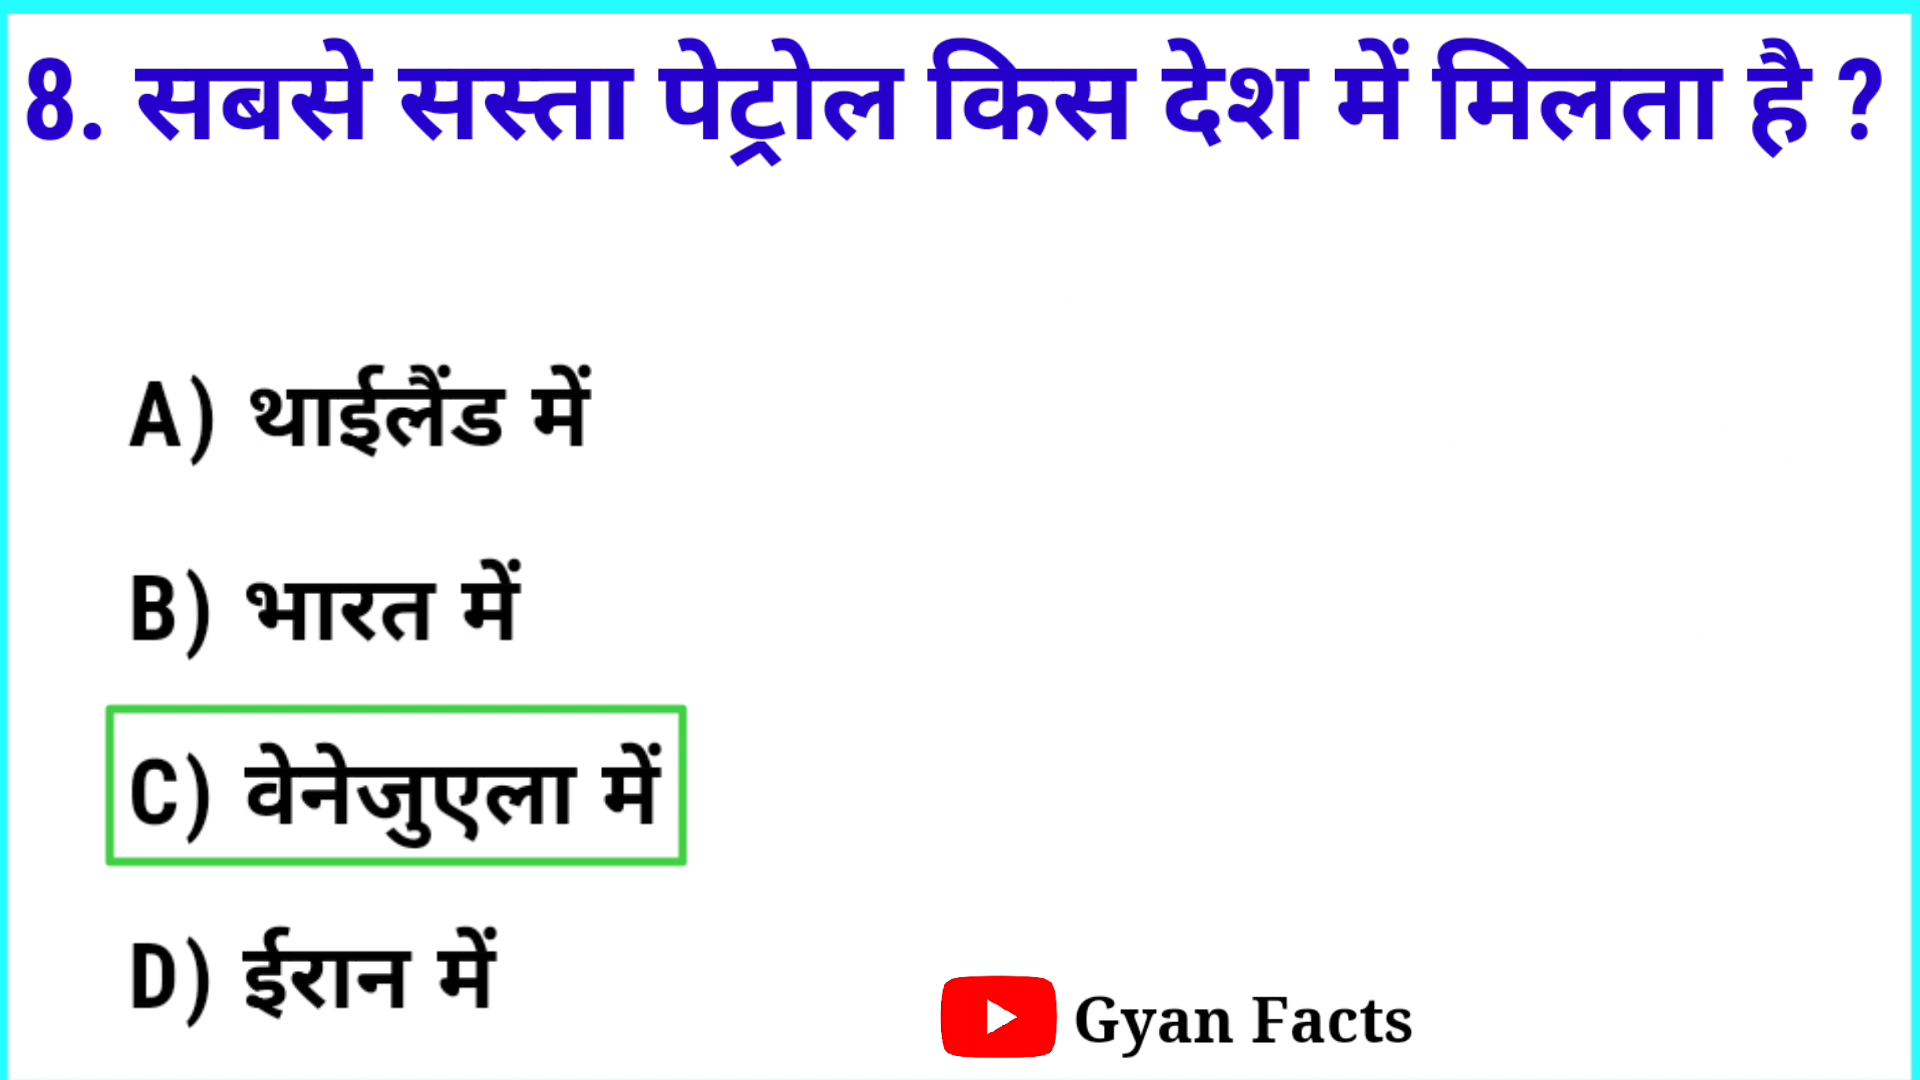 8. सबसे सस्ता पेट्रोल किस देश में मिलता है ?
A) थाईलैंड में
B) भारत में
C) वेनेजुएला में
D) ईरान में
Gyan Facts